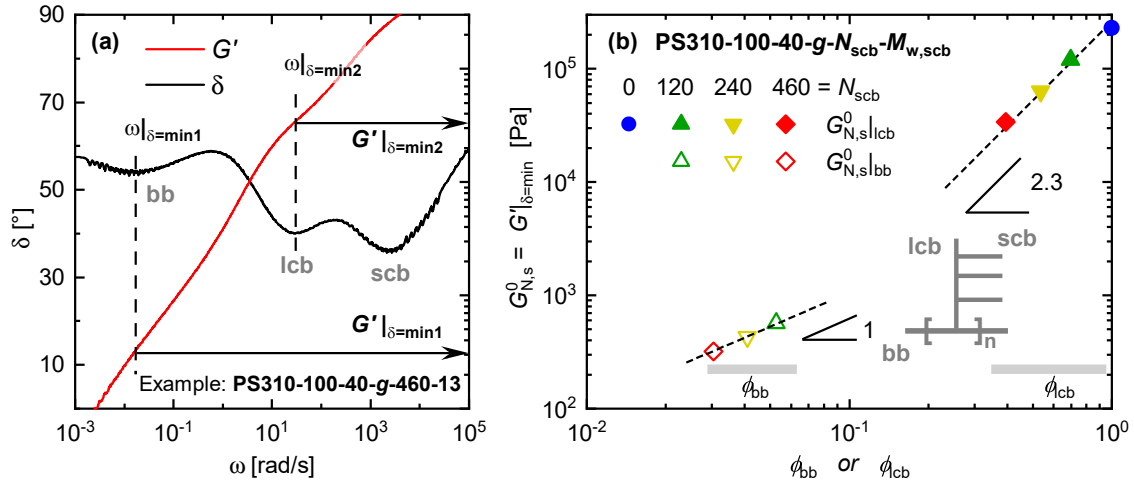 (a)
G'
δ
ω|δ=min2
ω|δ=min1
G'|δ=min2
bb
lcb
scb
G'|δ=min1
Example: PS310-100-40-g-460-13
90
70
50
30
10
δ [°]
10⁻³ 10⁻¹ 10¹ 10³ 10⁵
ω [rad/s]
(b) PS310-100-40-g-Nscb-Mw,scb
0 120 240 460 = Nscb
G⁰N,s|lcb
G⁰N,s|bb
2.3
lcb scb
bb
[ ]n
1
ϕbb
ϕlcb
10⁵
10⁴
10³
10²
G⁰N,s = G'|δ=min [Pa]
10⁻² 10⁻¹ 10⁰
ϕbb or ϕlcb